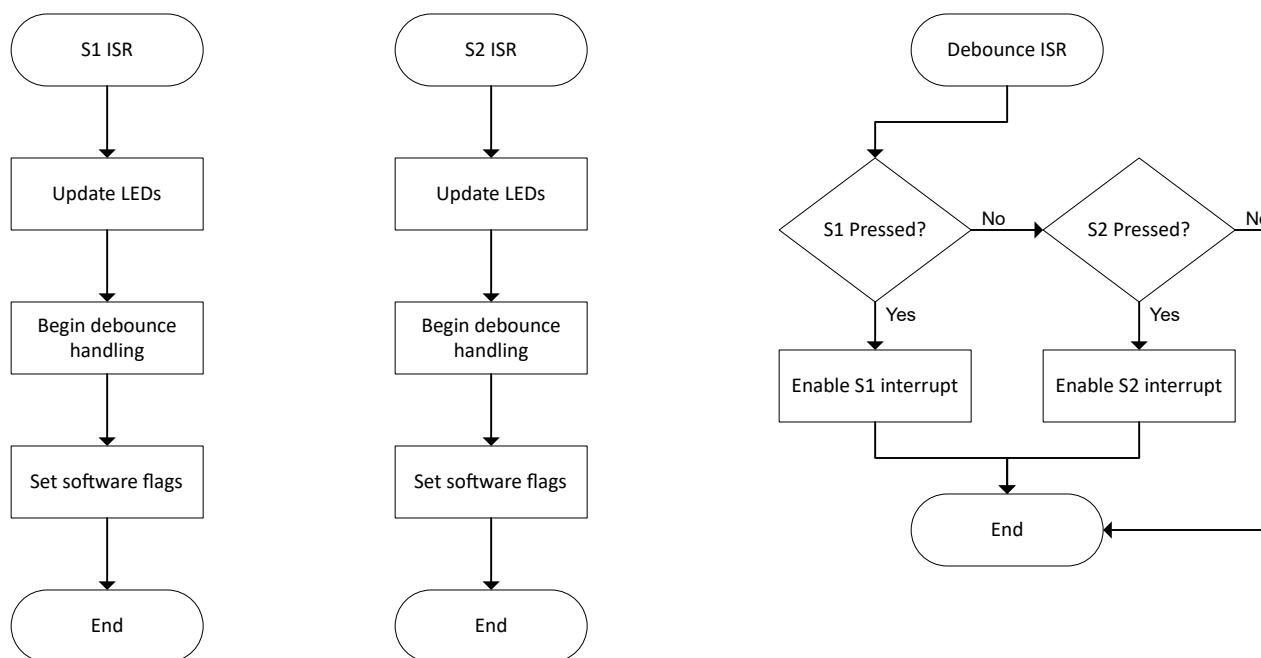 S1 ISR
Update LEDs
Begin debounce
handling
Set software flags
End
S2 ISR
Update LEDs
Begin debounce
handling
Set software flags
End
Debounce ISR
S1 Pressed?
No
S2 Pressed?
No
Yes
Yes
Enable S1 interrupt
Enable S2 interrupt
End